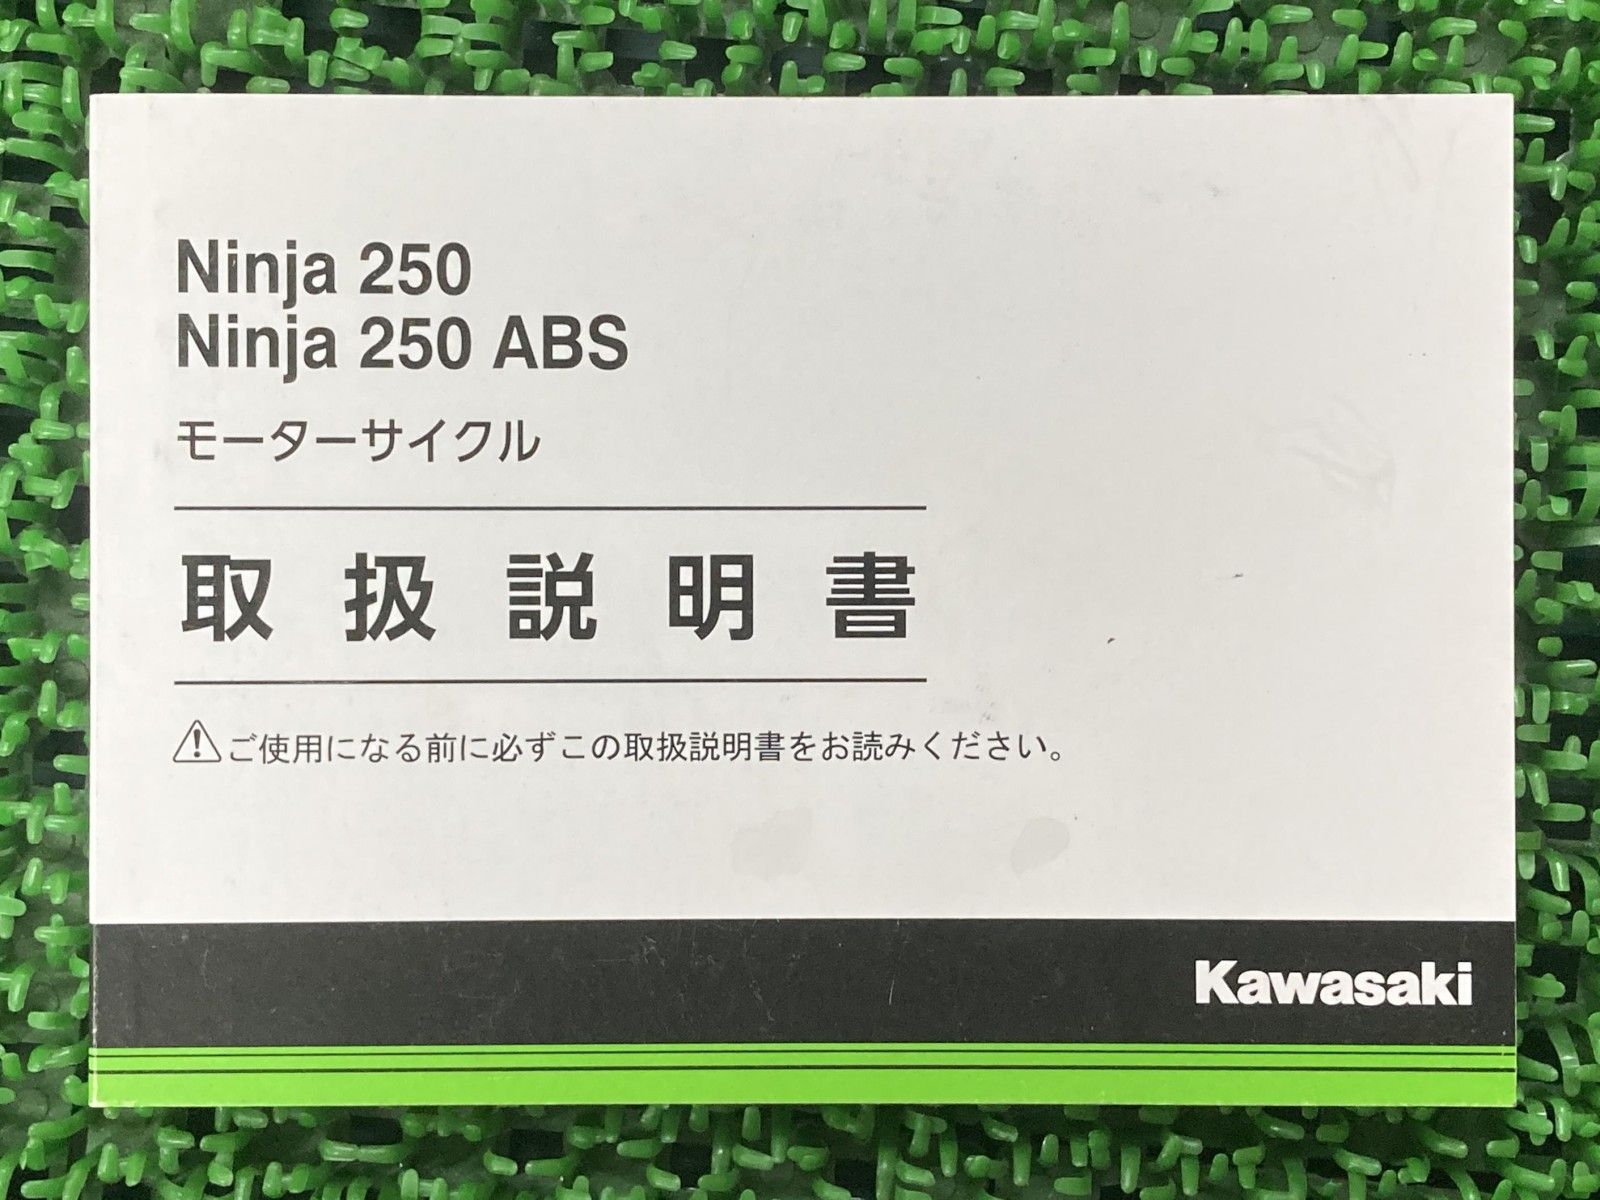 Ninja 250
Ninja 250 ABS
モーターサイクル
取扱説明書
ご使用になる前に必ずこの取扱説明書をお読みください。
Kawasaki